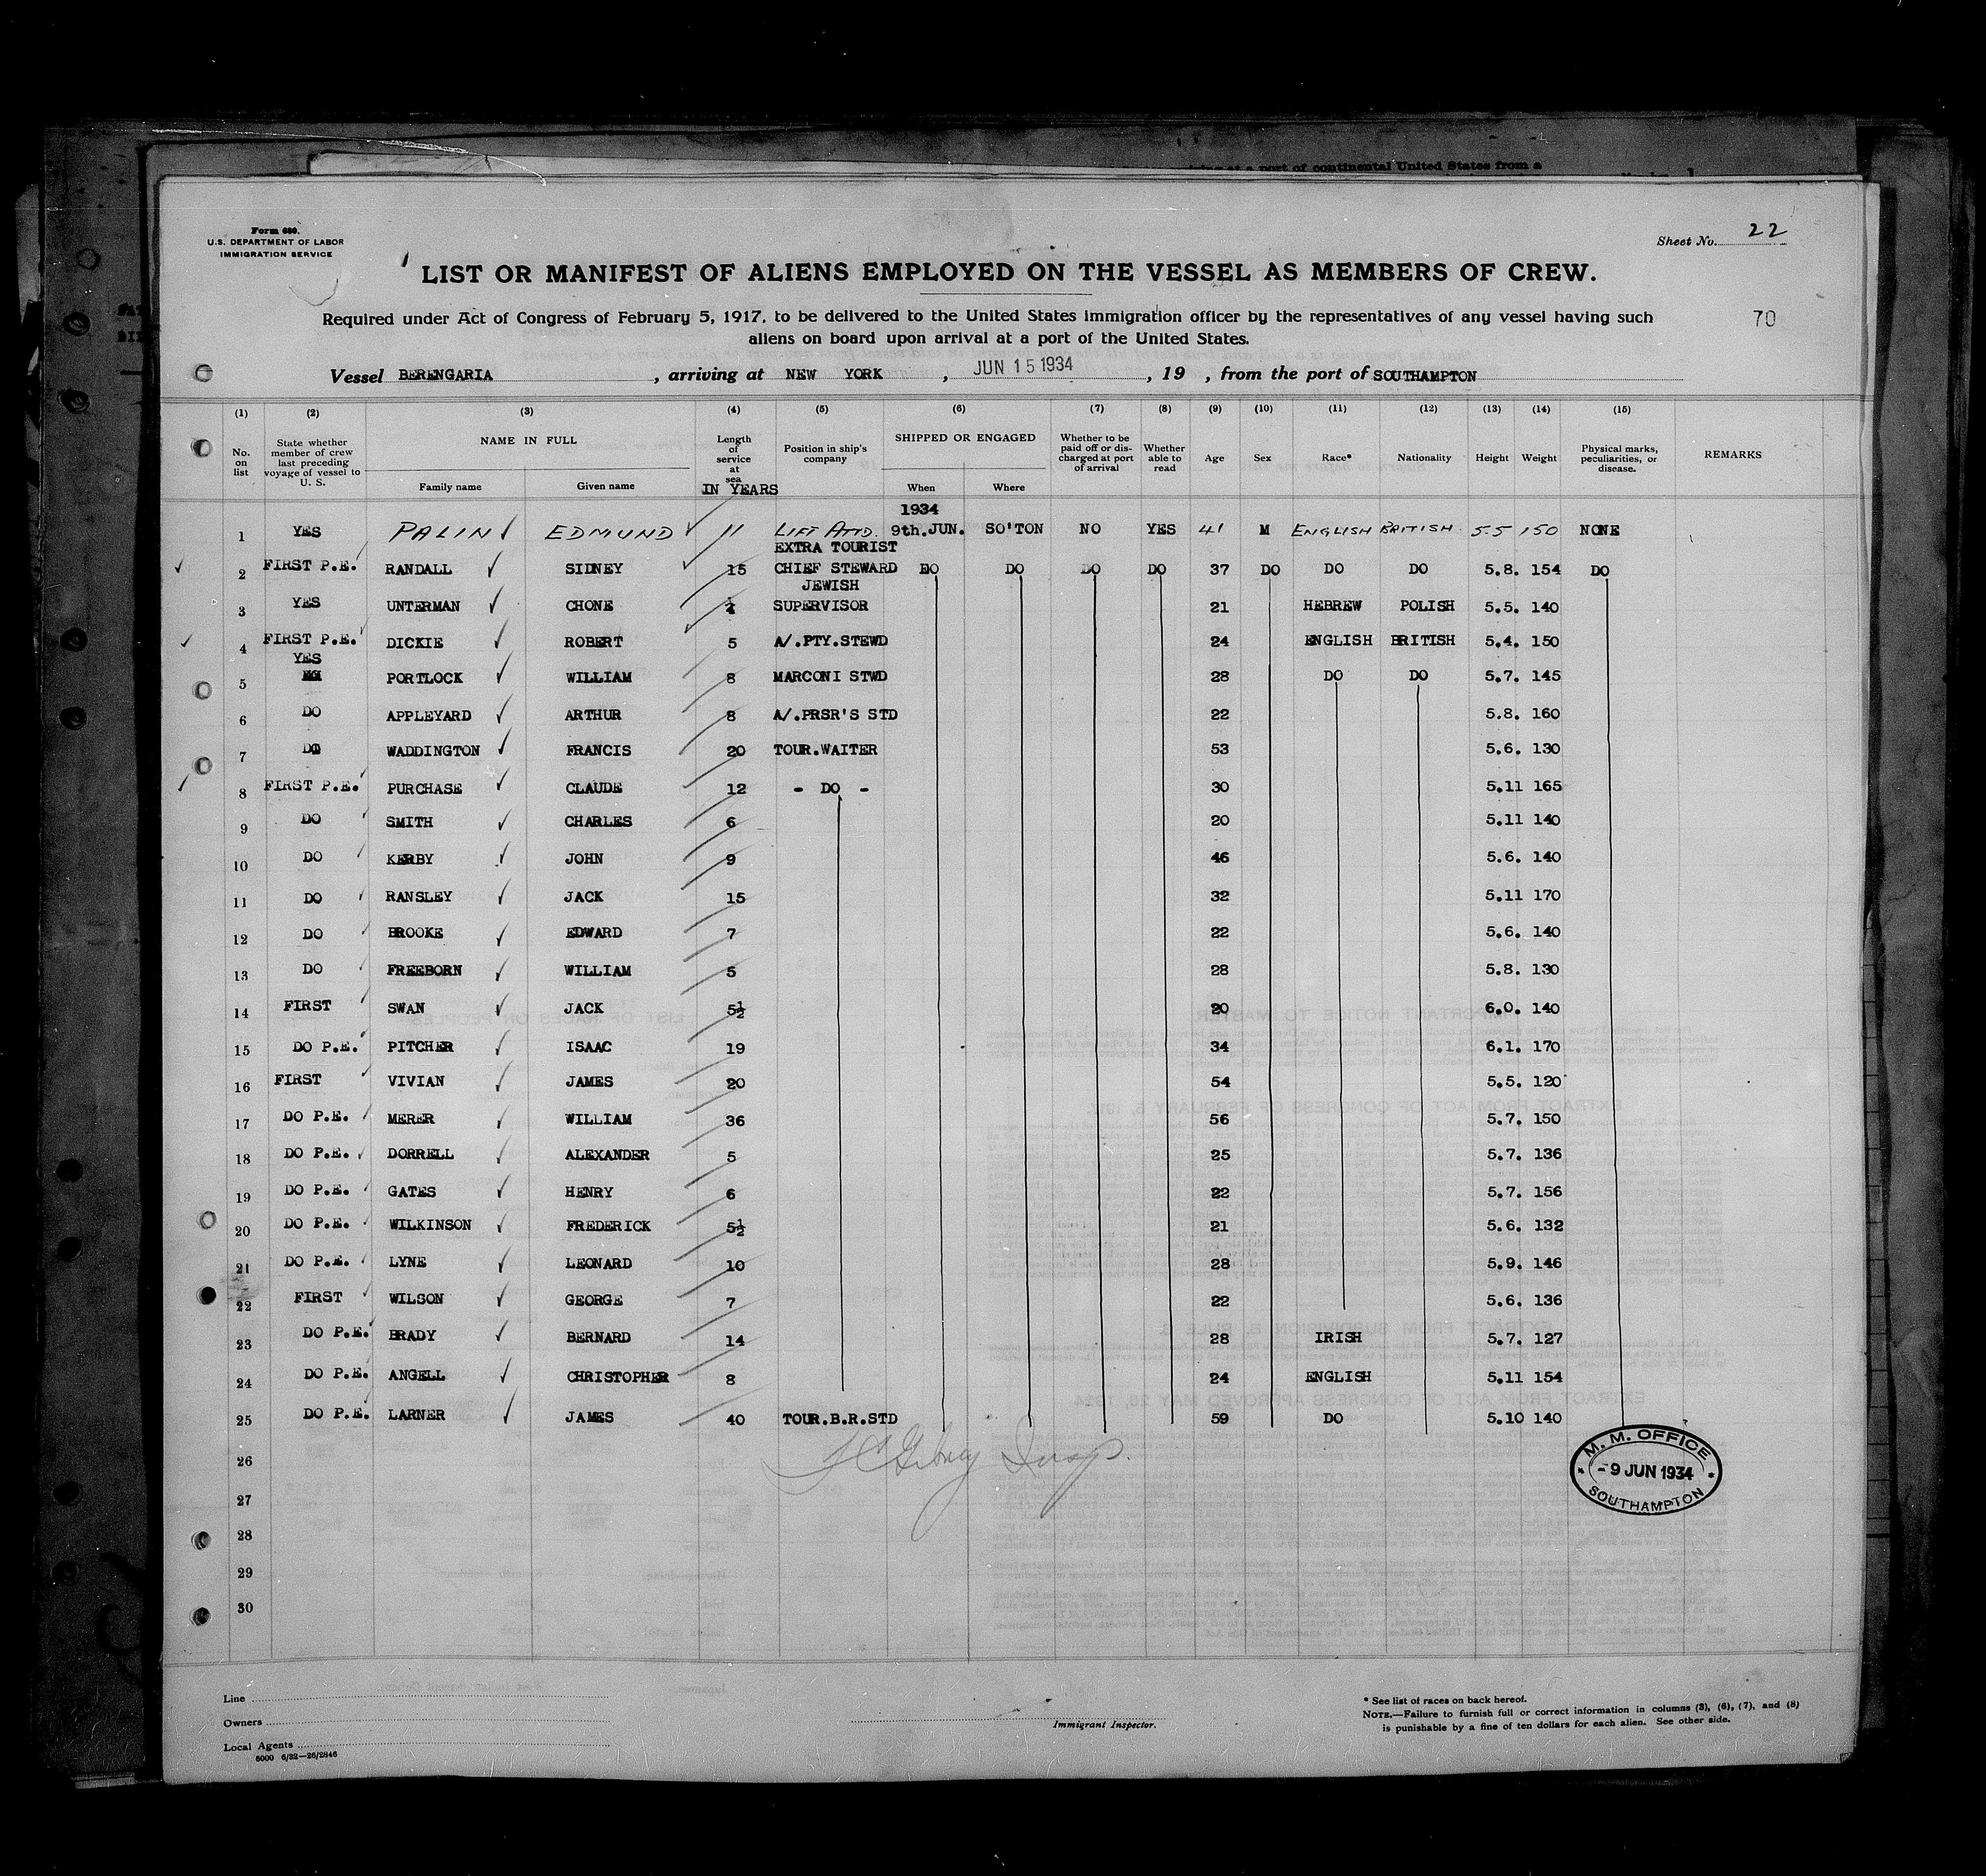 rising at a port of continental United States from a
Form 680.
U.S. DEPARTMENT OF LABOR
IMMIGRATION SERVICE
Sheet No. 22
LIST OR MANIFEST OF ALIENS EMPLOYED ON THE VESSEL AS MEMBERS OF CREW.
Required under Act of Congress of February 5, 1917, to be delivered to the United States immigration officer by the representatives of any vessel having such
aliens on board upon arrival at a port of the United States.
70
Vessel BERENGARIA, arriving at NEW YORK, JUN 15 1934, 19 , from the port of SOUTHAMPTON
(1) (2) (3) (4) (5) (6) (7) (8) (9) (10) (11) (12) (13) (14) (15)
No. on list State whether member of crew last preceding voyage of vessel to U. S. NAME IN FULL Family name Given name Length of service at sea IN YEARS Position in ship's company SHIPPED OR ENGAGED When Where Whether to be paid off or discharged at port of arrival Whether able to read Age Sex Race* Nationality Height Weight Physical marks, peculiarities, or disease. REMARKS
1934
1 YES PALIN EDMUND 11 LIFT ATTD. 9th.JUN. SO'TON NO YES 41 M ENGLISH BRITISH 5-5 150 NONE
EXTRA TOURIST
2 FIRST P.E. RANDALL SIDNEY 15 CHIEF STEWARD DO DO DO DO 37 DO DO DO 5.8. 154 DO
JEWISH
3 YES UNTERMAN CHONE SUPERVISOR 21 HEBREW POLISH 5.5. 140
4 FIRST P.E. DICKIE ROBERT 5 A/.PTY.STEWD 24 ENGLISH BRITISH 5.4. 150
YES
5 PORTLOCK WILLIAM 8 MARCONI STWD 28 DO DO 5.7. 145
6 DO APPLEYARD ARTHUR 8 A/.PRSR'S STD 22 5.8. 160
7 DO WADDINGTON FRANCIS 20 TOUR.WAITER 53 5.6. 130
8 FIRST P.E. PURCHASE CLAUDE 12 - DO - 30 5.11 165
9 DO SMITH CHARLES 6 20 5.11 140
10 DO KERBY JOHN 9 46 5.6. 140
11 DO RANSLEY JACK 15 32 5.11 170
12 DO BROOKE EDWARD 7 22 5.6. 140
13 DO FREEBORN WILLIAM 5 28 5.8. 130
14 FIRST SWAN JACK 5½ 20 6.0. 140
15 DO P.E. PITCHER ISAAC 19 34 6.1. 170
16 FIRST VIVIAN JAMES 20 54 5.5. 120
17 DO P.E. MERER WILLIAM 36 56 5.7. 150
18 DO P.E. DORRELL ALEXANDER 5 25 5.7. 136
19 DO P.E. GATES HENRY 6 22 5.7. 156
20 DO P.E. WILKINSON FREDERICK 5½ 21 5.6. 132
21 DO P.E. LYNE LEONARD 10 28 5.9. 146
22 FIRST WILSON GEORGE 7 22 5.6. 136
23 DO P.E. BRADY BERNARD 14 28 IRISH 5.7. 127
24 DO P.E. ANGELL CHRISTOPHER 8 24 ENGLISH 5.11 154
25 DO P.E. LARNER JAMES 40 TOUR.B.R.STD 59 DO 5.10 140
26
27
28
29
30
M. M. OFFICE
- 9 JUN 1934
SOUTHAMPTON
Line
Owners
Local Agents
6000 6/32—26/2846
Immigrant Inspector.
* See list of races on back hereof.
NOTE.—Failure to furnish full or correct information in columns (3), (6), (7), and (8)
is punishable by a fine of ten dollars for each alien. See other side.